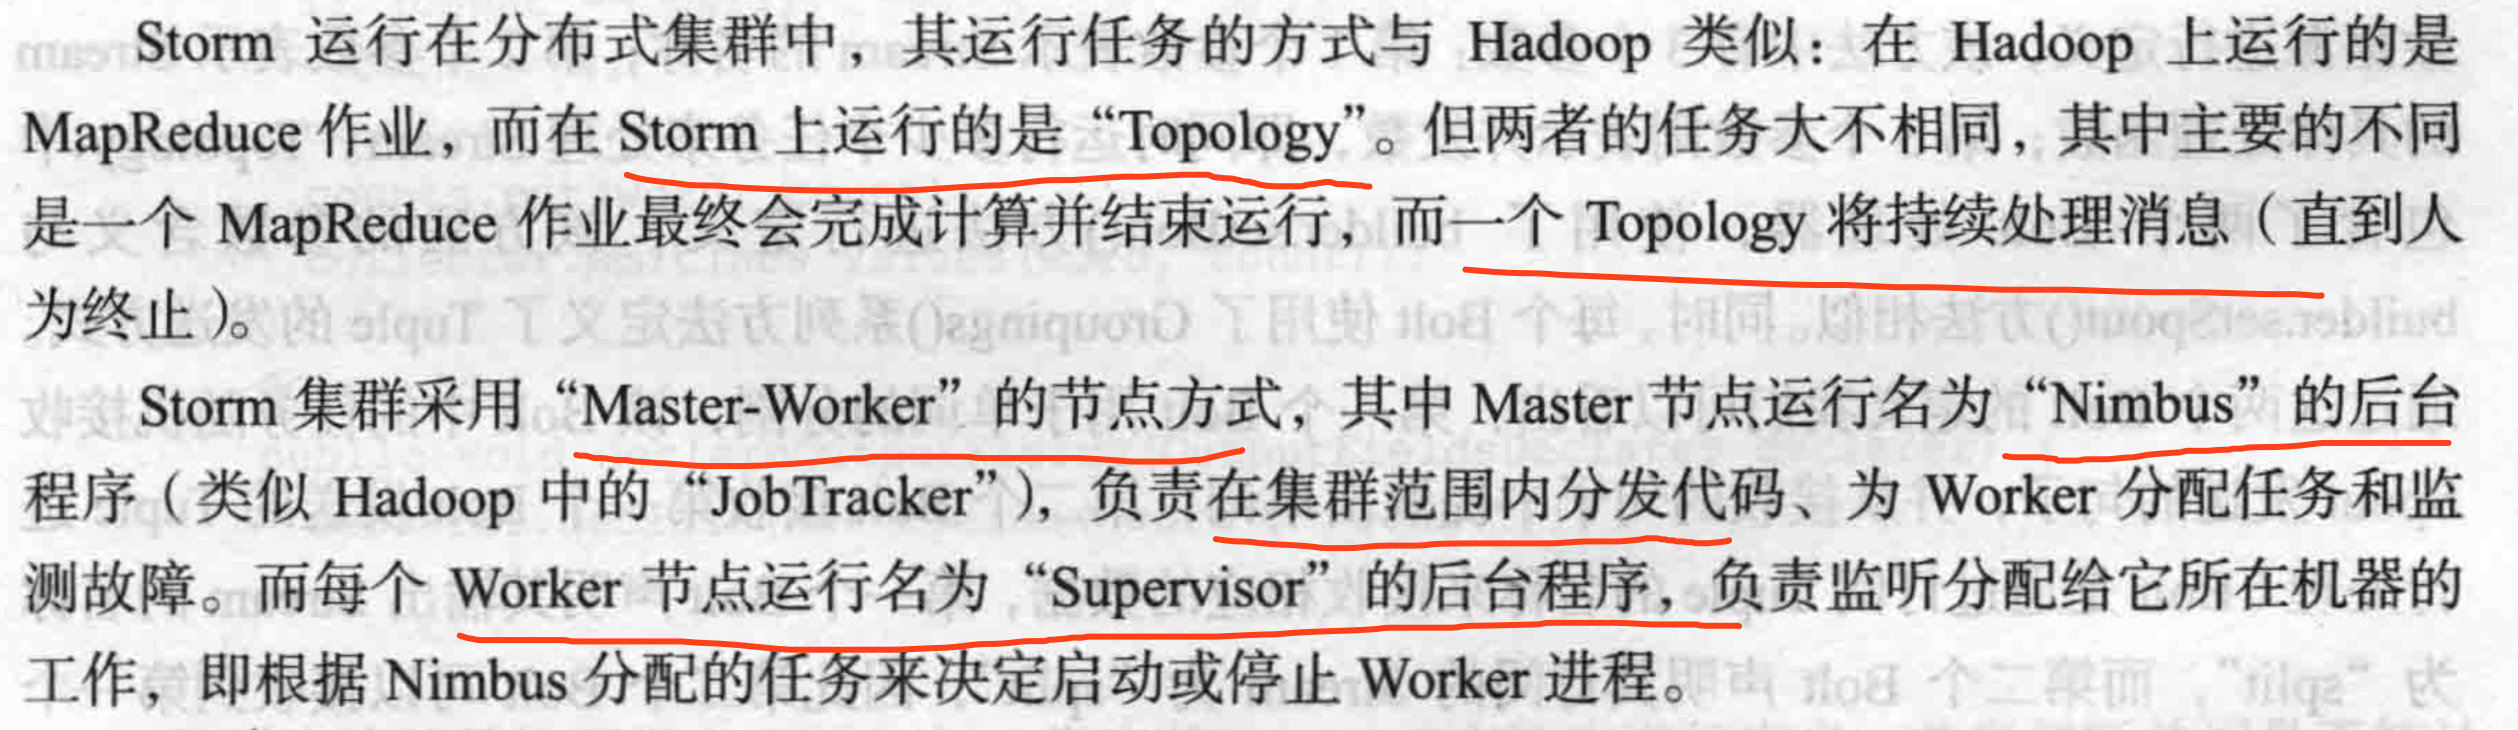 Storm 运行在分布式集群中，其运行任务的方式与 Hadoop 类似：在 Hadoop 上运行的是
MapReduce 作业，而在 Storm 上运行的是“Topology”。但两者的任务大不相同，其中主要的不同
是一个 MapReduce 作业最终会完成计算并结束运行，而一个 Topology 将持续处理消息（直到人
为终止）。
Storm 集群采用“Master-Worker”的节点方式，其中 Master 节点运行名为“Nimbus”的后台
程序（类似 Hadoop 中的“JobTracker”），负责在集群范围内分发代码、为 Worker 分配任务和监
测故障。而每个 Worker 节点运行名为“Supervisor”的后台程序，负责监听分配给它所在机器的
工作，即根据 Nimbus 分配的任务来决定启动或停止 Worker 进程。